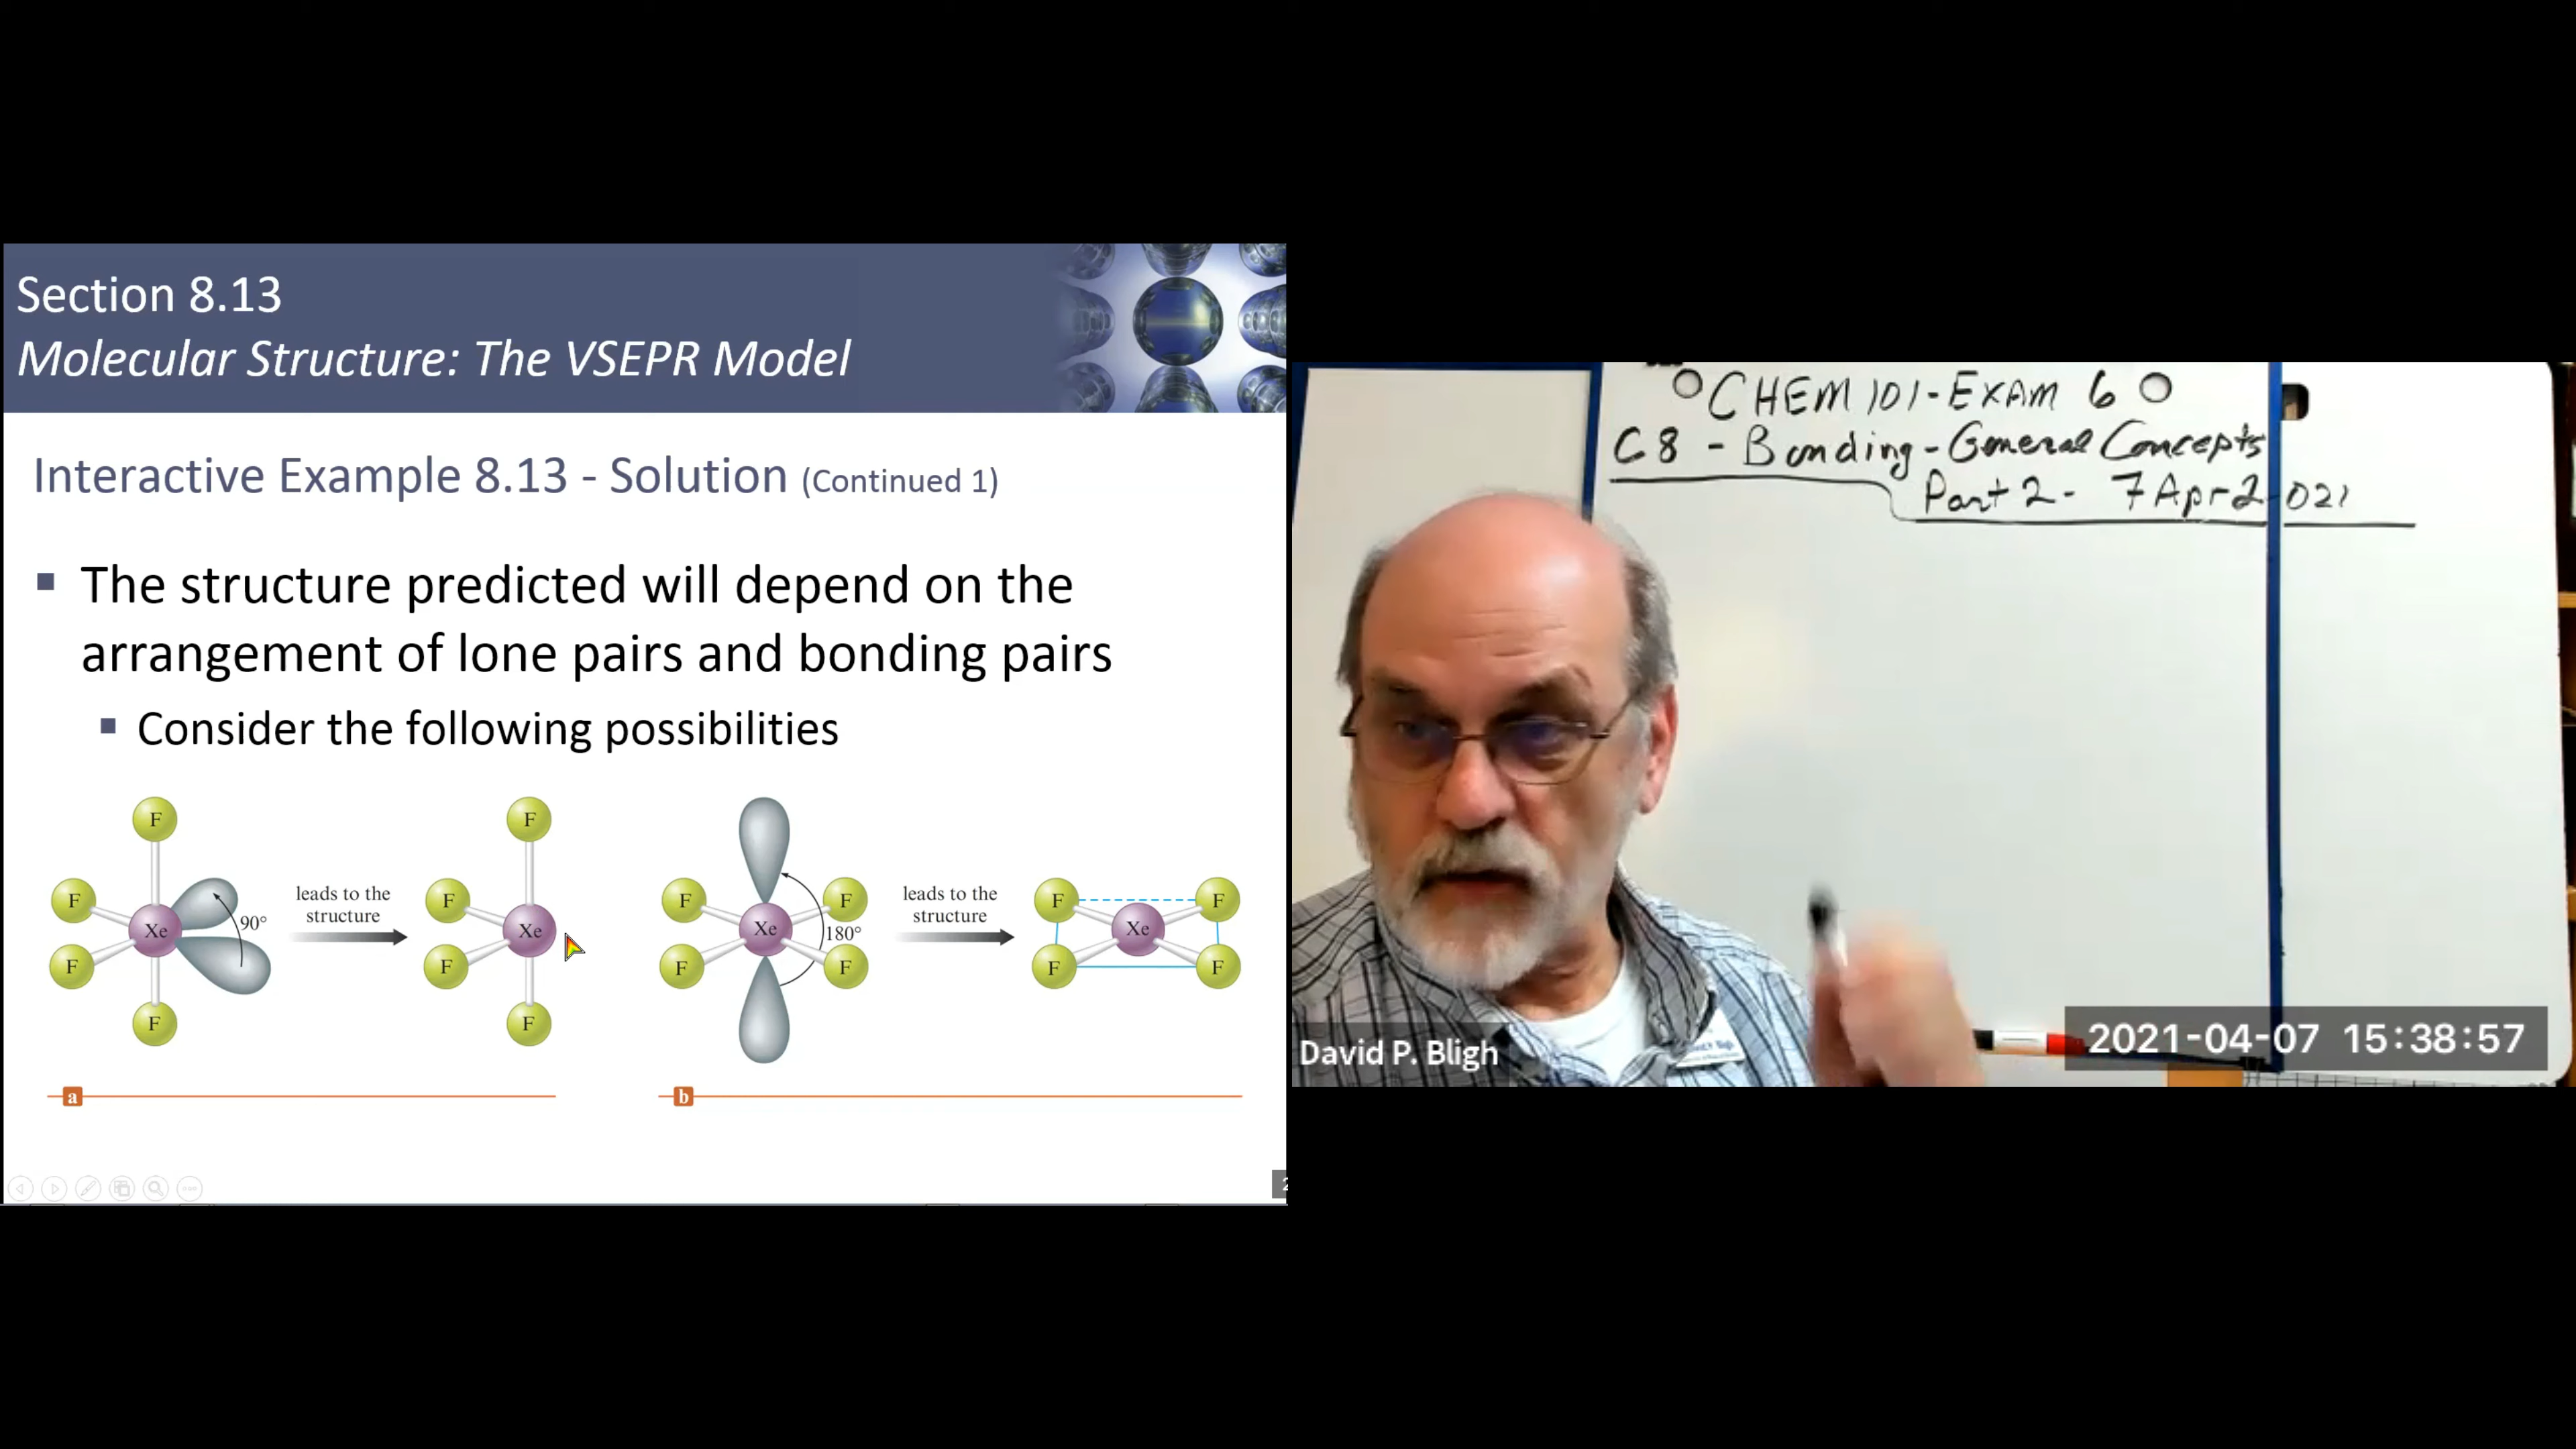 Section 8.13
Molecular Structure: The VSEPR Model
Interactive Example 8.13 - Solution (Continued 1)
▪ The structure predicted will depend on the
arrangement of lone pairs and bonding pairs
▪ Consider the following possibilities
F
F
F
Xe
F
F
90°
leads to the
structure
F
F
Xe
F
F
a
F
F
Xe
F
F
180°
leads to the
structure
F
F
Xe
F
F
b
CHEM 101-EXAM 6
C8 - Bonding - General Concepts
Part 2 - 7 Apr 2021
David P. Bligh
2021-04-07 15:38:57